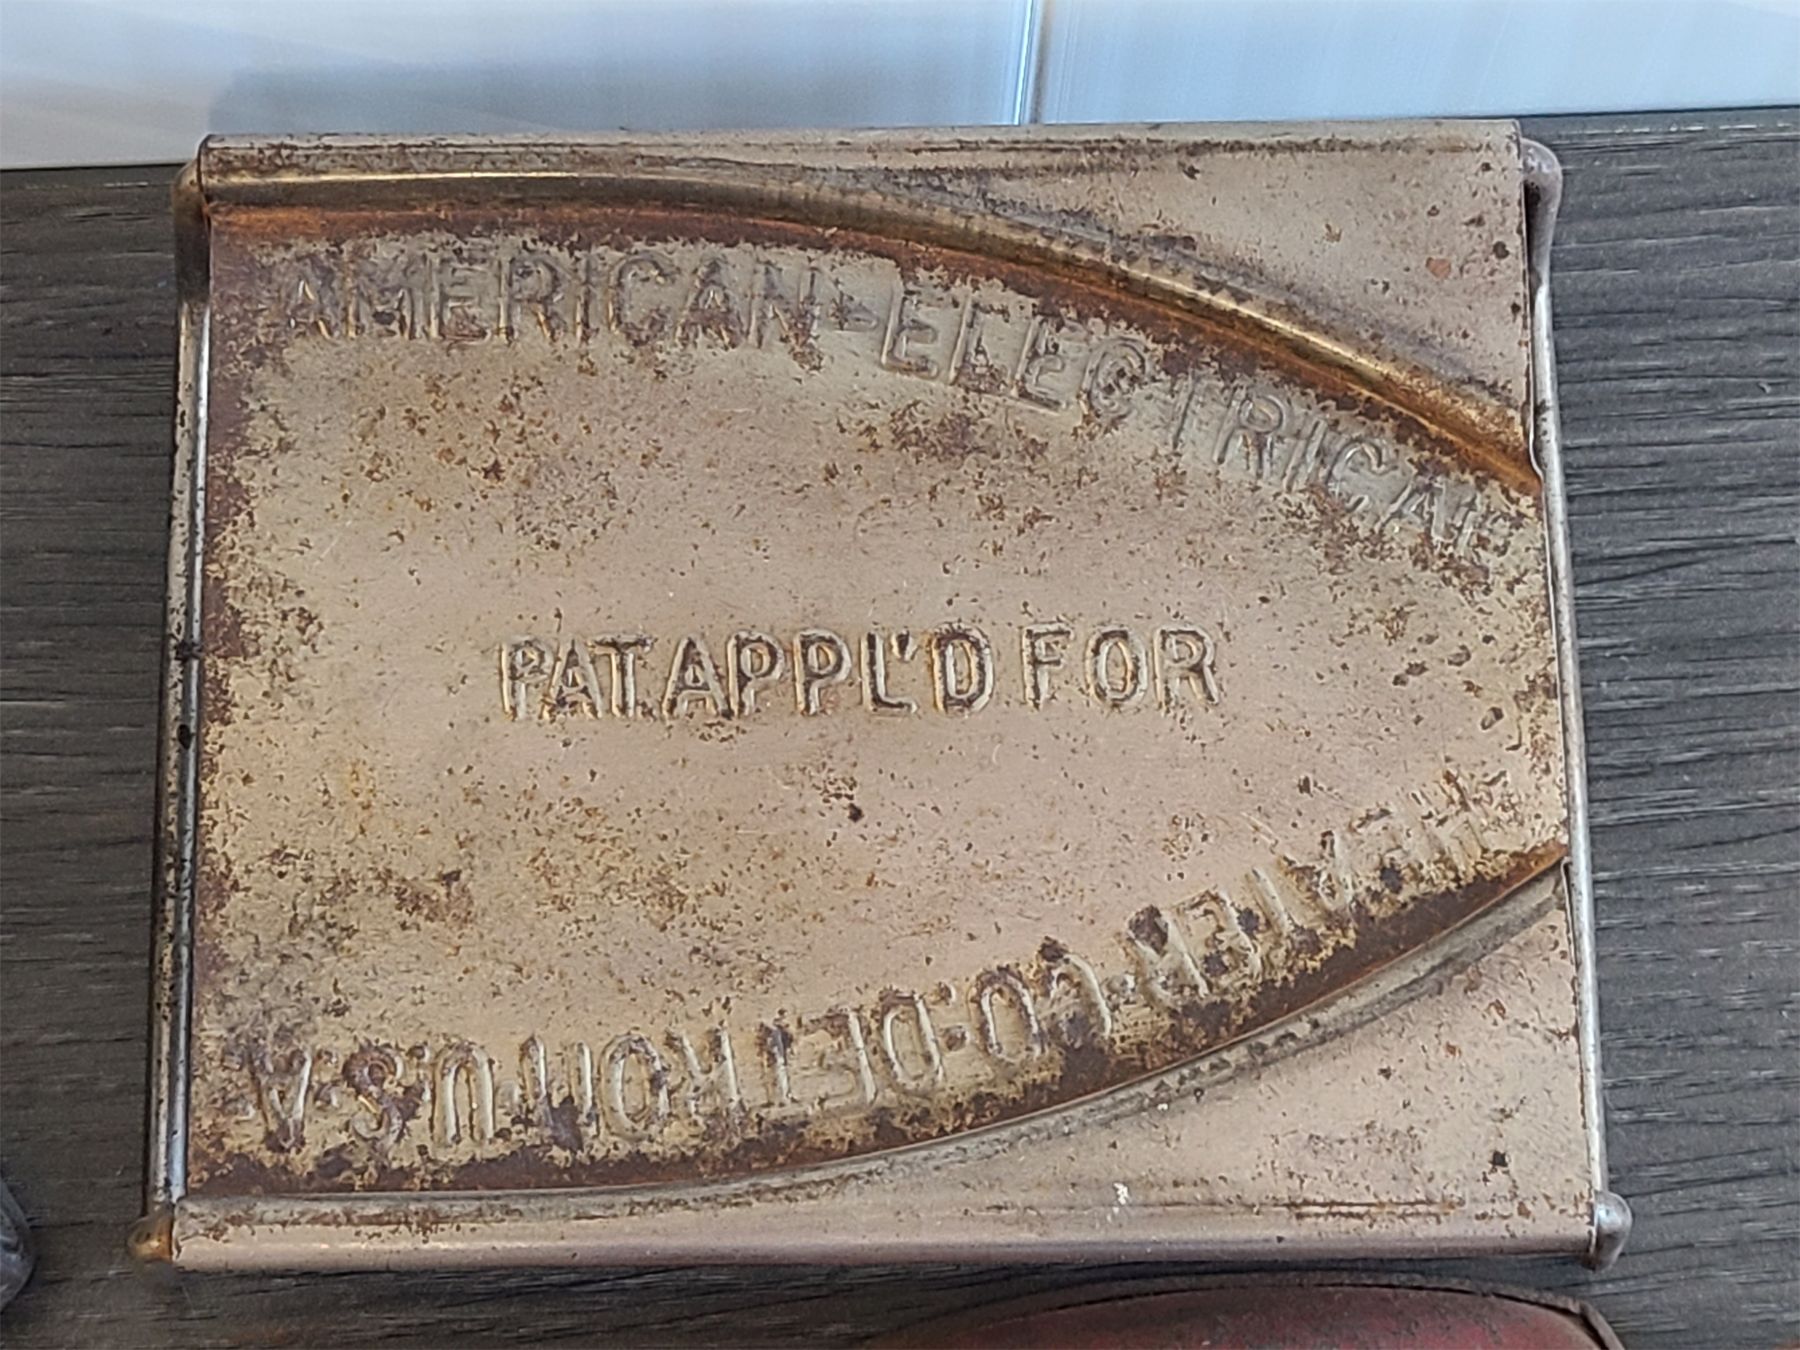 AMERICAN-ELECTRICAL
PAT. APPL'D FOR
HEATER-CO.DETROIT-U.S.A.